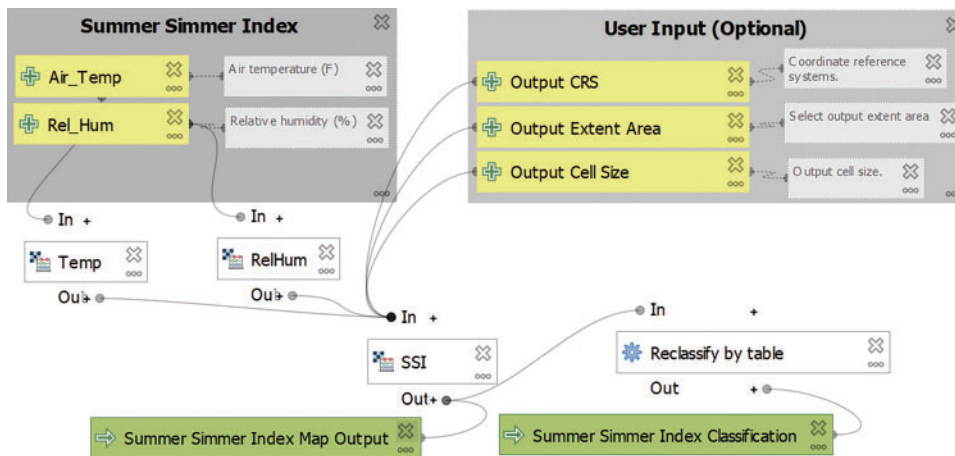 Summer Simmer Index
Air_Temp
Air temperature (F)
Rel_Hum
Relative humidity (%)
User Input (Optional)
Output CRS
Coordinate reference
systems.
Output Extent Area
Select output extent area
Output Cell Size
Output cell size.
In +
In +
Temp
RelHum
Out+
Out+
In +
In +
SSI
Reclassify by table
Out+
Out +
Summer Simmer Index Map Output
Summer Simmer Index Classification